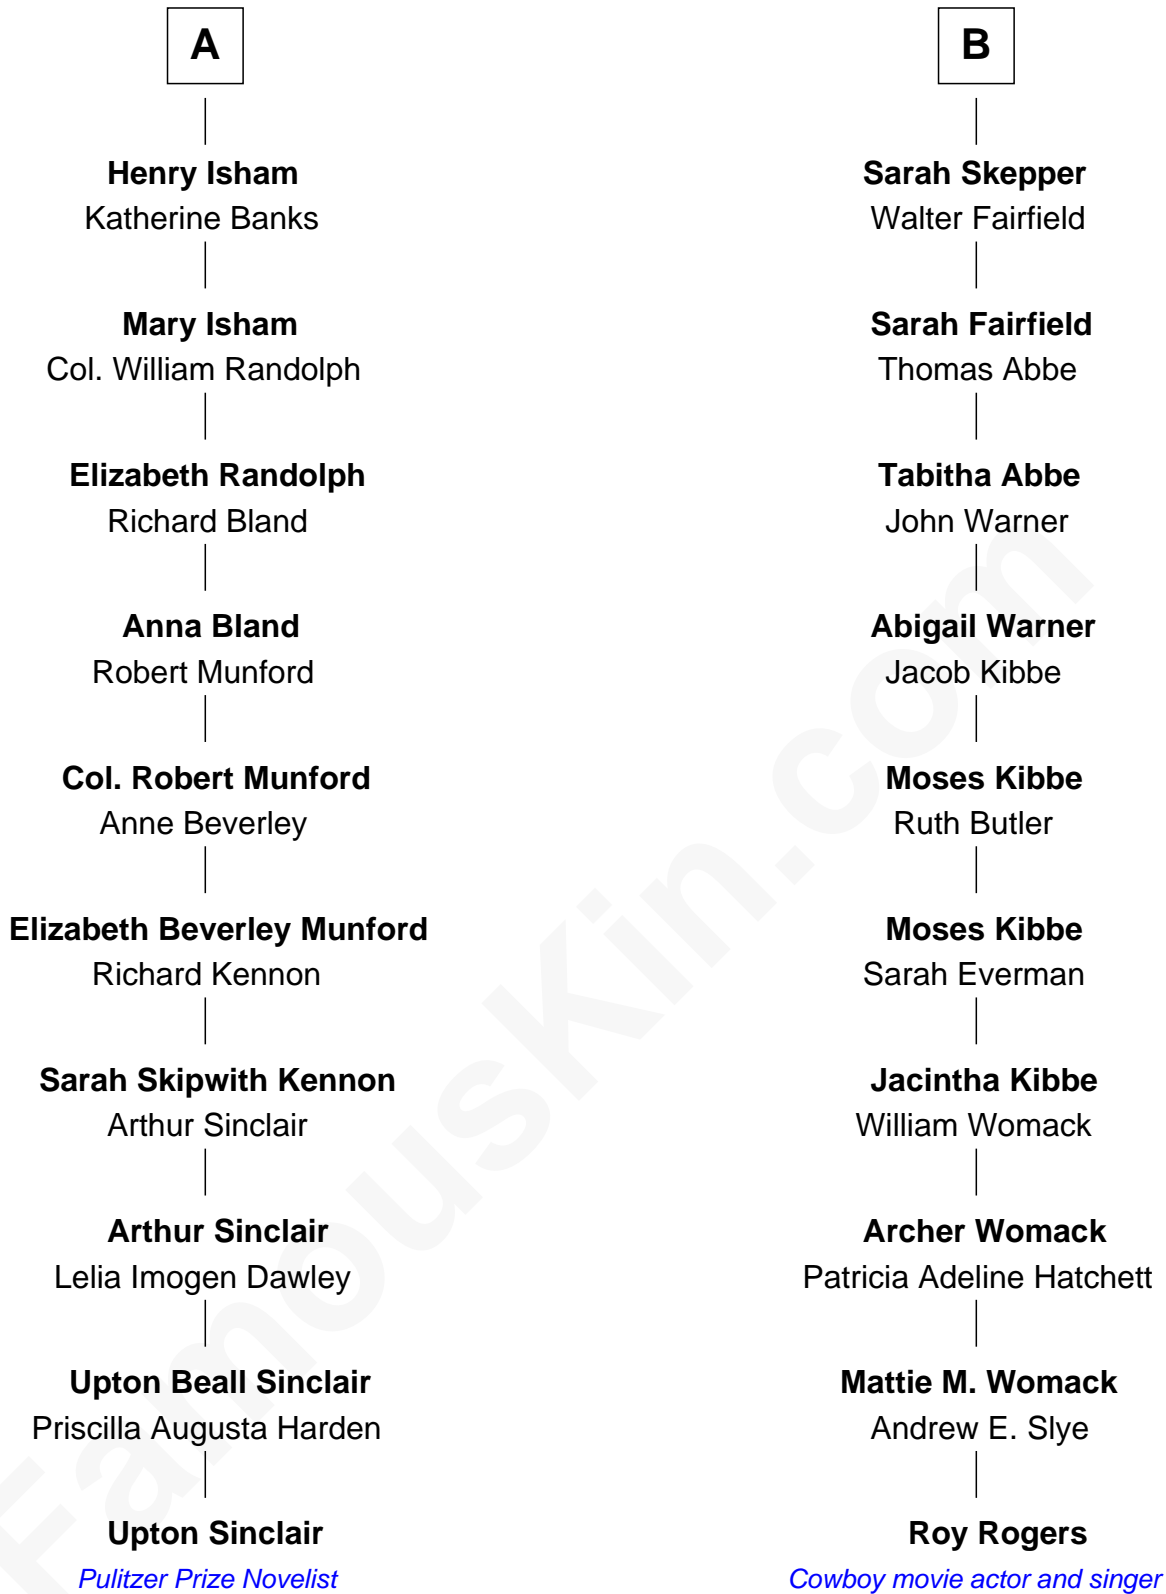 A
Henry Isham
Katherine Banks
Mary Isham
Col. William Randolph
Elizabeth Randolph
Richard Bland
Anna Bland
Robert Munford
Col. Robert Munford
Anne Beverley
Elizabeth Beverley Munford
Richard Kennon
Sarah Skipwith Kennon
Arthur Sinclair
Arthur Sinclair
Lelia Imogen Dawley
Upton Beall Sinclair
Priscilla Augusta Harden
Upton Sinclair
Pulitzer Prize Novelist
B
Sarah Skepper
Walter Fairfield
Sarah Fairfield
Thomas Abbe
Tabitha Abbe
John Warner
Abigail Warner
Jacob Kibbe
Moses Kibbe
Ruth Butler
Moses Kibbe
Sarah Everman
Jacintha Kibbe
William Womack
Archer Womack
Patricia Adeline Hatchett
Mattie M. Womack
Andrew E. Slye
Roy Rogers
Cowboy movie actor and singer
FamousKin.com